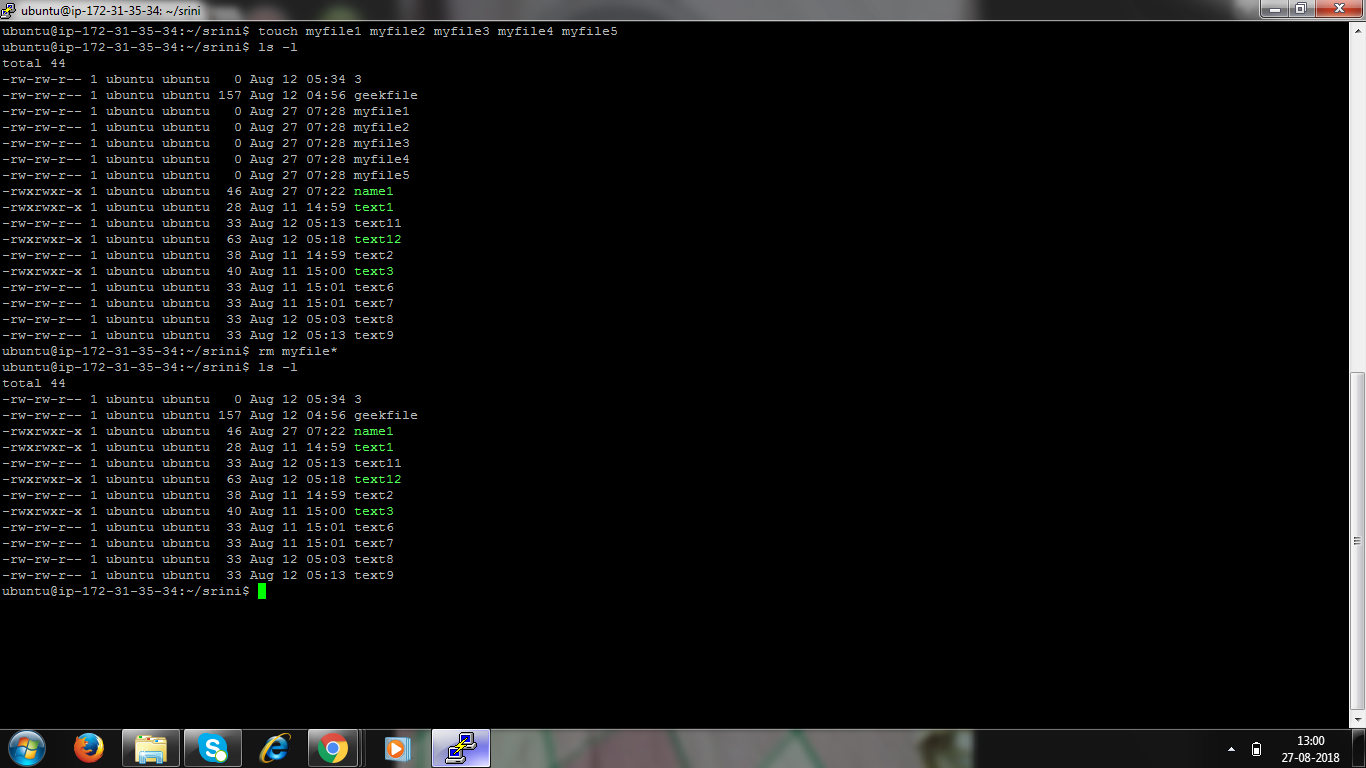 ubuntu@ip-172-31-35-34: ~/srini
ubuntu@ip-172-31-35-34:~/srini$ touch myfile1 myfile2 myfile3 myfile4 myfile5
ubuntu@ip-172-31-35-34:~/srini$ ls -l
total 44
-rw-rw-r-- 1 ubuntu ubuntu   0 Aug 12 05:34 3
-rw-rw-r-- 1 ubuntu ubuntu 157 Aug 12 04:56 geekfile
-rw-rw-r-- 1 ubuntu ubuntu   0 Aug 27 07:28 myfile1
-rw-rw-r-- 1 ubuntu ubuntu   0 Aug 27 07:28 myfile2
-rw-rw-r-- 1 ubuntu ubuntu   0 Aug 27 07:28 myfile3
-rw-rw-r-- 1 ubuntu ubuntu   0 Aug 27 07:28 myfile4
-rw-rw-r-- 1 ubuntu ubuntu   0 Aug 27 07:28 myfile5
-rwxrwxr-x 1 ubuntu ubuntu  46 Aug 27 07:22 name1
-rwxrwxr-x 1 ubuntu ubuntu  28 Aug 11 14:59 text1
-rw-rw-r-- 1 ubuntu ubuntu  33 Aug 12 05:13 text11
-rwxrwxr-x 1 ubuntu ubuntu  63 Aug 12 05:18 text12
-rw-rw-r-- 1 ubuntu ubuntu  38 Aug 11 14:59 text2
-rwxrwxr-x 1 ubuntu ubuntu  40 Aug 11 15:00 text3
-rw-rw-r-- 1 ubuntu ubuntu  33 Aug 11 15:01 text6
-rw-rw-r-- 1 ubuntu ubuntu  33 Aug 11 15:01 text7
-rw-rw-r-- 1 ubuntu ubuntu  33 Aug 12 05:03 text8
-rw-rw-r-- 1 ubuntu ubuntu  33 Aug 12 05:13 text9
ubuntu@ip-172-31-35-34:~/srini$ rm myfile*
ubuntu@ip-172-31-35-34:~/srini$ ls -l
total 44
-rw-rw-r-- 1 ubuntu ubuntu   0 Aug 12 05:34 3
-rw-rw-r-- 1 ubuntu ubuntu 157 Aug 12 04:56 geekfile
-rwxrwxr-x 1 ubuntu ubuntu  46 Aug 27 07:22 name1
-rwxrwxr-x 1 ubuntu ubuntu  28 Aug 11 14:59 text1
-rw-rw-r-- 1 ubuntu ubuntu  33 Aug 12 05:13 text11
-rwxrwxr-x 1 ubuntu ubuntu  63 Aug 12 05:18 text12
-rw-rw-r-- 1 ubuntu ubuntu  38 Aug 11 14:59 text2
-rwxrwxr-x 1 ubuntu ubuntu  40 Aug 11 15:00 text3
-rw-rw-r-- 1 ubuntu ubuntu  33 Aug 11 15:01 text6
-rw-rw-r-- 1 ubuntu ubuntu  33 Aug 11 15:01 text7
-rw-rw-r-- 1 ubuntu ubuntu  33 Aug 12 05:03 text8
-rw-rw-r-- 1 ubuntu ubuntu  33 Aug 12 05:13 text9
ubuntu@ip-172-31-35-34:~/srini$
13:00
27-08-2018